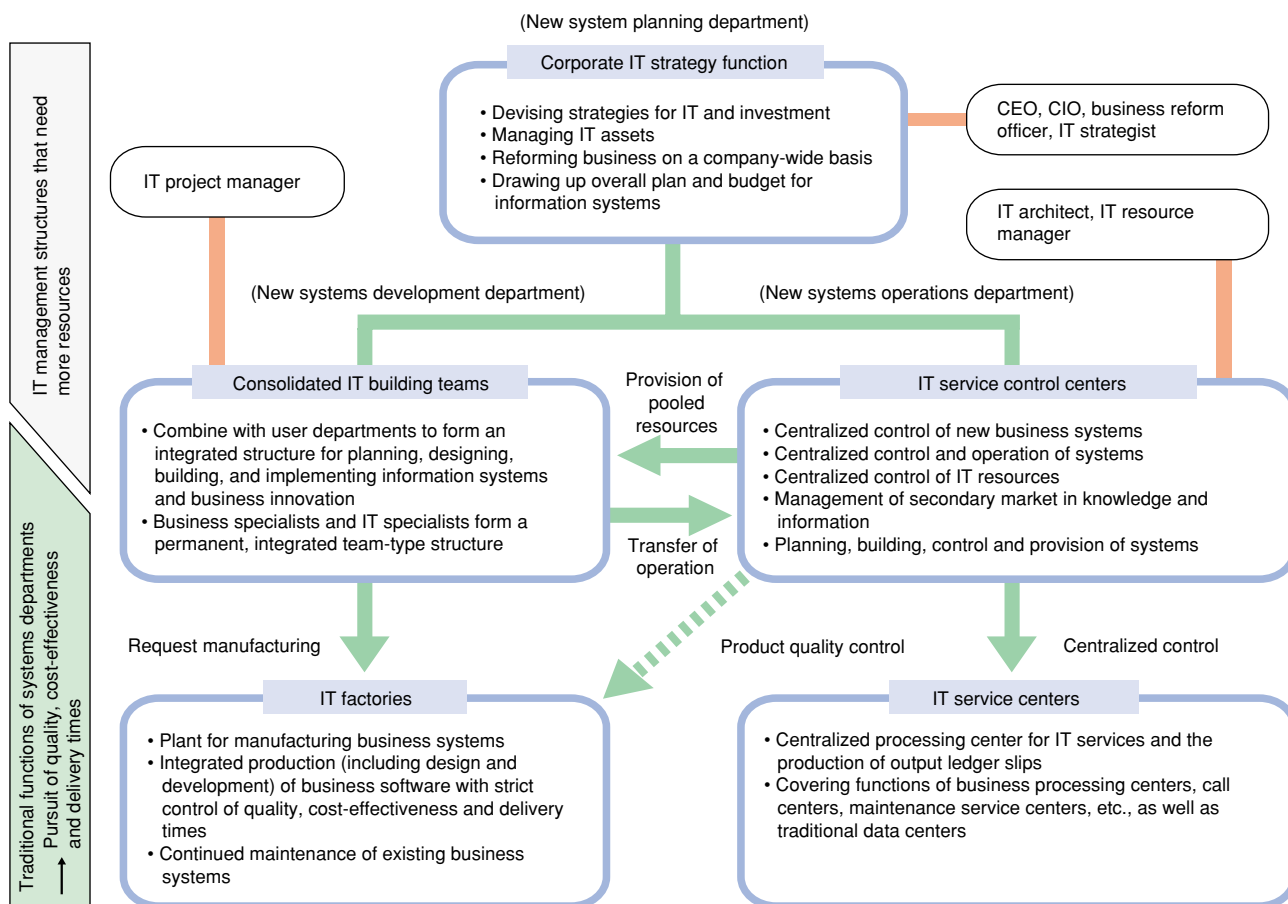 (New system planning department)
Corporate IT strategy function
• Devising strategies for IT and investment
• Managing IT assets
• Reforming business on a company-wide basis
• Drawing up overall plan and budget for
information systems
CEO, CIO, business reform
officer, IT strategist
IT project manager
IT architect, IT resource
manager
IT management structures that need
more resources
(New systems development department)
(New systems operations department)
Consolidated IT building teams
• Combine with user departments to form an
integrated structure for planning, designing,
building, and implementing information systems
and business innovation
• Business specialists and IT specialists form a
permanent, integrated team-type structure
Provision of
pooled
resources
Transfer of
operation
IT service control centers
• Centralized control of new business systems
• Centralized control and operation of systems
• Centralized control of IT resources
• Management of secondary market in knowledge and
information
• Planning, building, control and provision of systems
Traditional functions of systems departments
→ Pursuit of quality, cost-effectiveness
and delivery times
Request manufacturing
Product quality control
Centralized control
IT factories
• Plant for manufacturing business systems
• Integrated production (including design and
development) of business software with strict
control of quality, cost-effectiveness and delivery
times
• Continued maintenance of existing business
systems
IT service centers
• Centralized processing center for IT services and the
production of output ledger slips
• Covering functions of business processing centers, call
centers, maintenance service centers, etc., as well as
traditional data centers